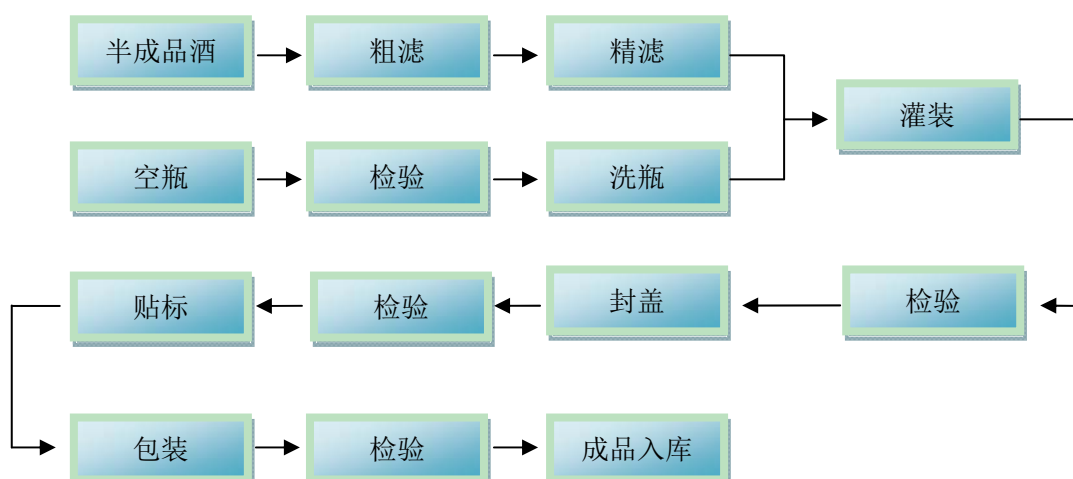 半成品酒 粗滤 精滤
灌装
空瓶 检验 洗瓶
贴标 检验 封盖 检验
包装 检验 成品入库